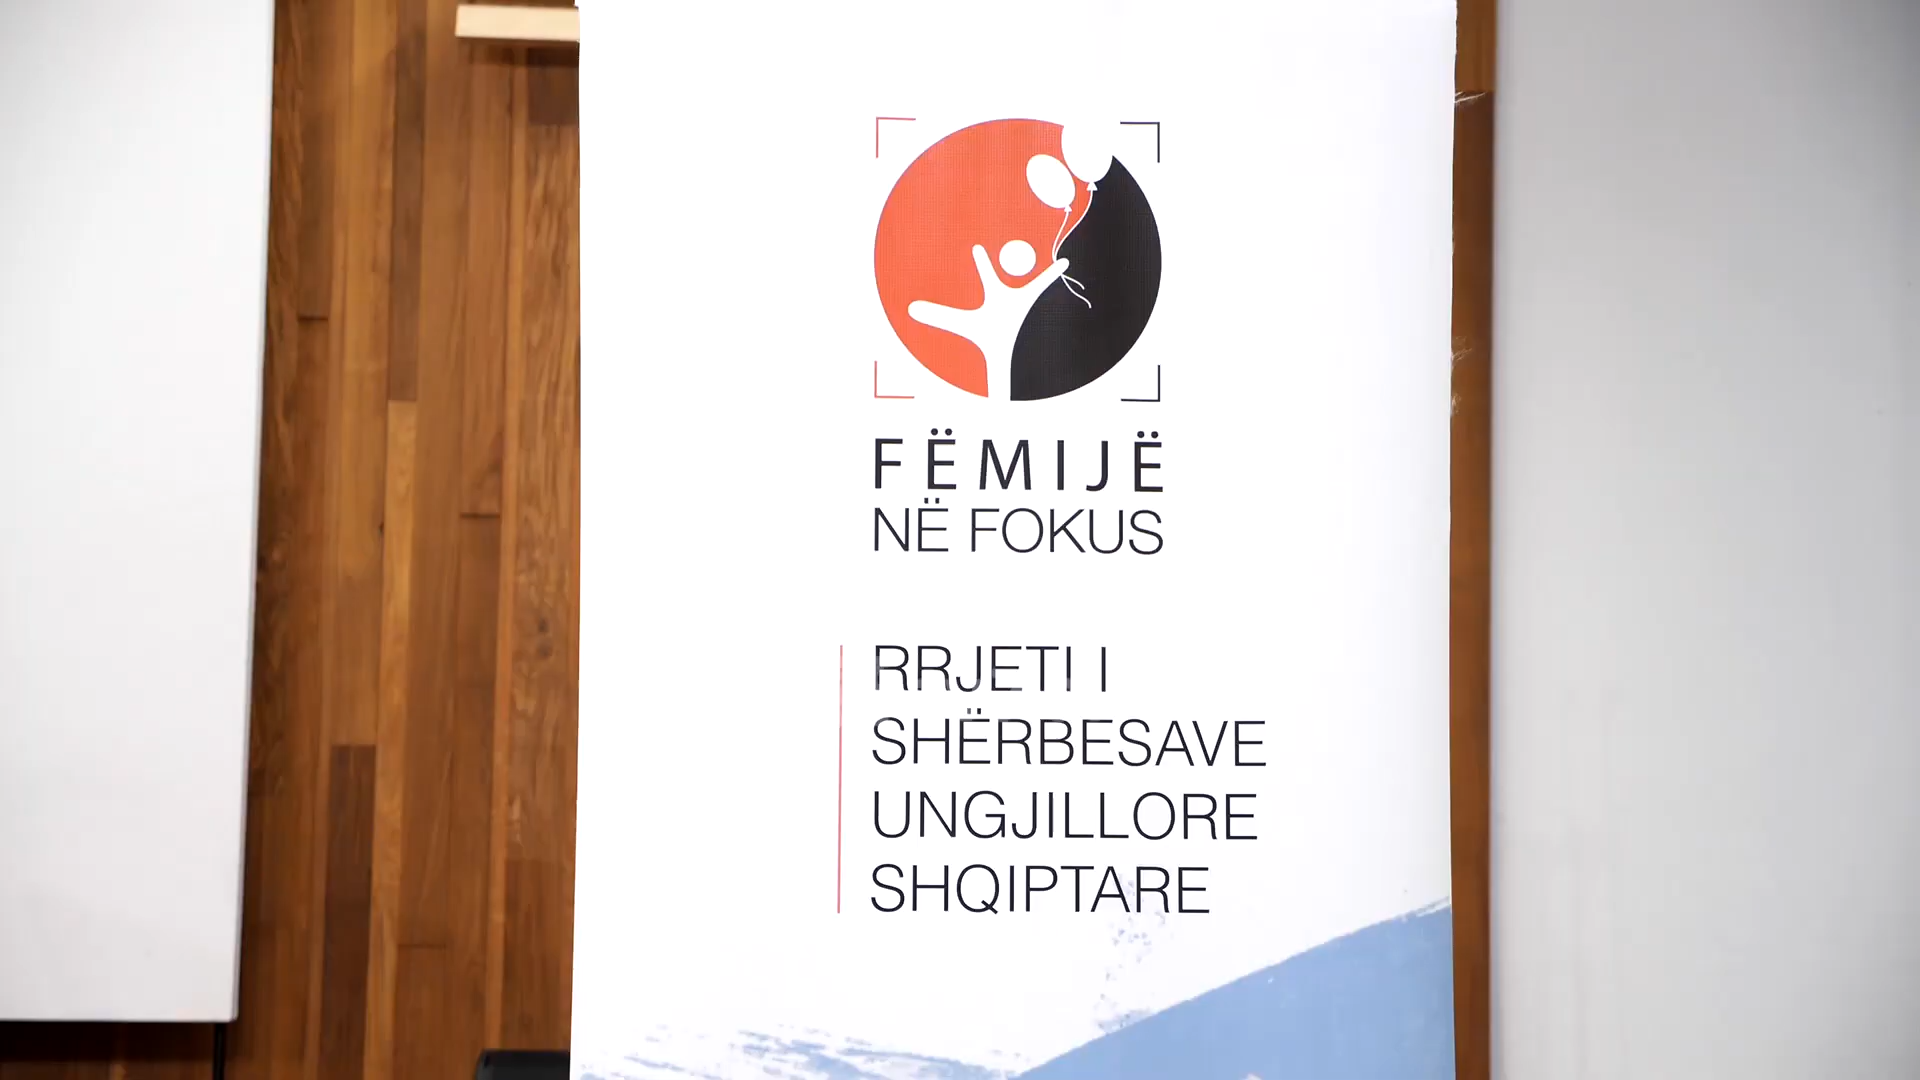 FËMIJË
NË FOKUS
RRJETI I
SHËRBESAVE
UNGJILLORE
SHQIPTARE